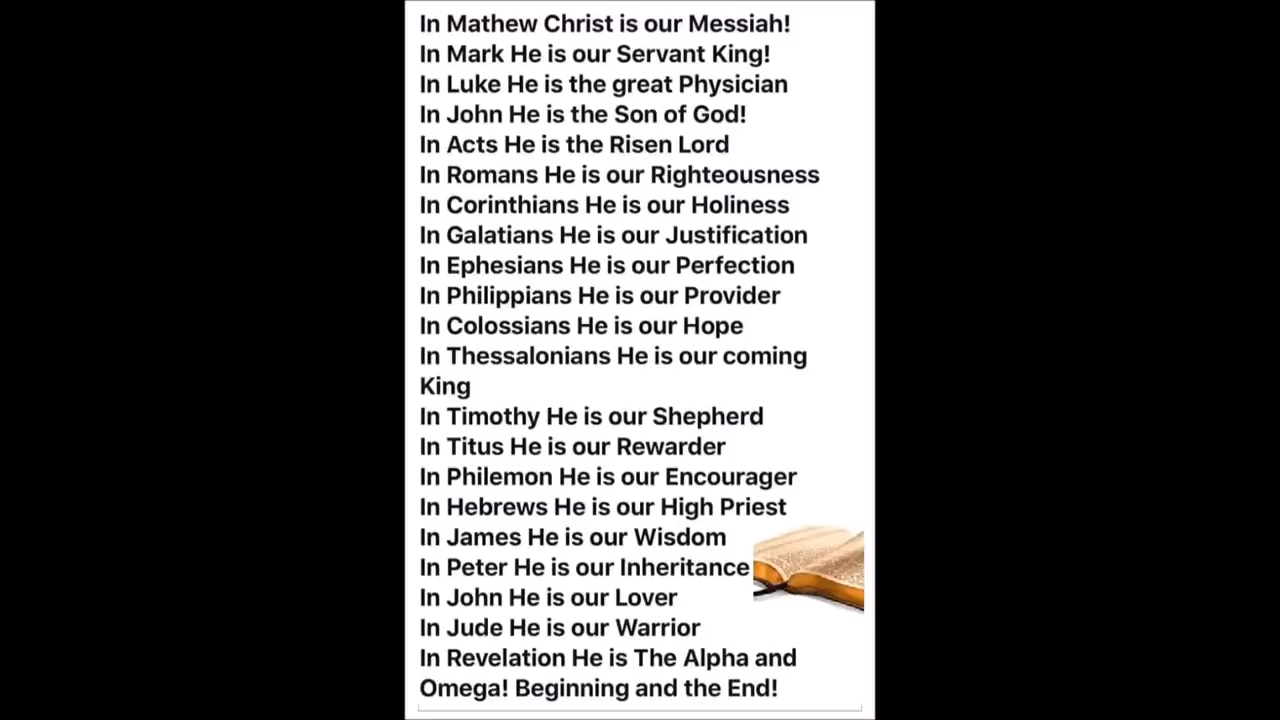 In Mathew Christ is our Messiah!
In Mark He is our Servant King!
In Luke He is the great Physician
In John He is the Son of God!
In Acts He is the Risen Lord
In Romans He is our Righteousness
In Corinthians He is our Holiness
In Galatians He is our Justification
In Ephesians He is our Perfection
In Philippians He is our Provider
In Colossians He is our Hope
In Thessalonians He is our coming
King
In Timothy He is our Shepherd
In Titus He is our Rewarder
In Philemon He is our Encourager
In Hebrews He is our High Priest
In James He is our Wisdom
In Peter He is our Inheritance
In John He is our Lover
In Jude He is our Warrior
In Revelation He is The Alpha and
Omega! Beginning and the End!